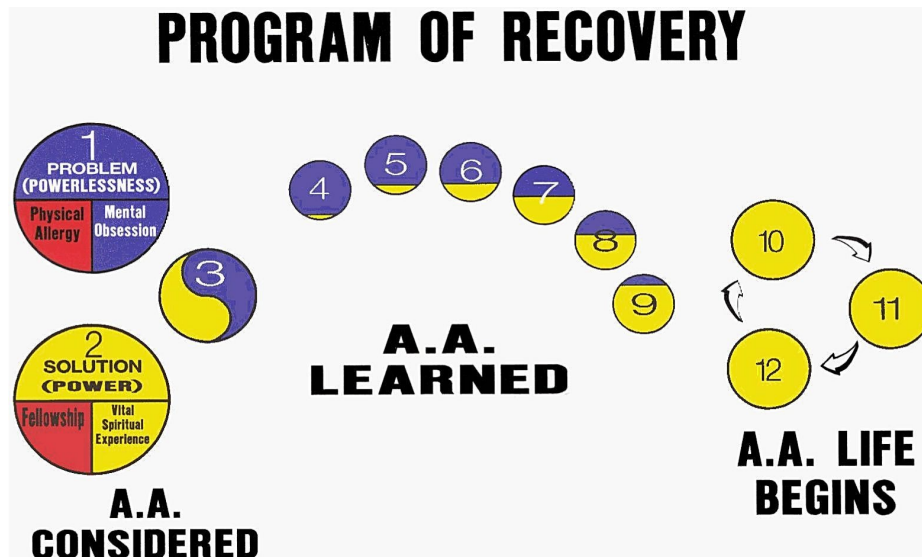 PROGRAM OF RECOVERY
1
PROBLEM
(POWERLESSNESS)
Physical
Allergy
Mental
Obsession
2
SOLUTION
(POWER)
Fellowship
Vital
Spiritual
Experience
3
A.A.
CONSIDERED
4
5
6
7
8
9
A.A.
LEARNED
10
11
12
A.A. LIFE
BEGINS